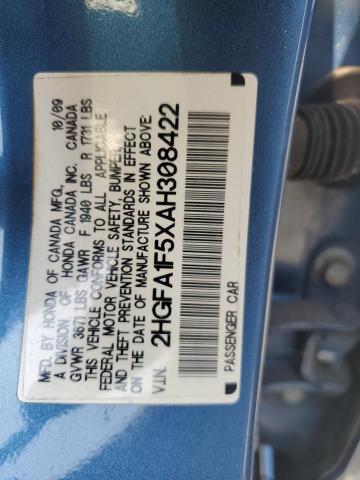 MFD. BY HONDA OF CANADA MFG., 10/09
A DIVISION OF HONDA CANADA INC. CANADA
GVWR 3671 LBS GAWR F 1940 LBS R 1731 LBS
THIS VEHICLE CONFORMS TO ALL APPLICABLE
FEDERAL MOTOR VEHICLE SAFETY, BUMPER,
AND THEFT PREVENTION STANDARDS IN EFFECT
ON THE DATE OF MANUFACTURE SHOWN ABOVE.
V.I.N. 2HGFA1F5XAH308422
PASSENGER CAR